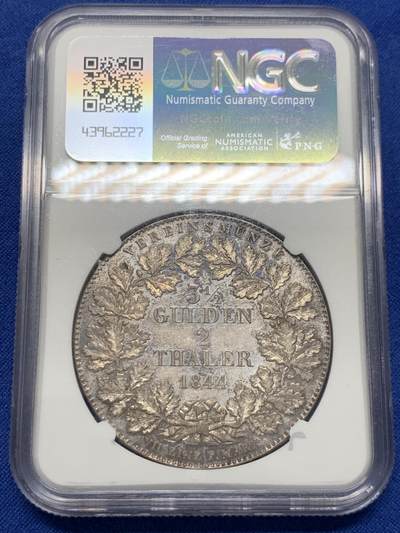 NGC
Numismatic Guaranty Company
43962227
Official Grading
Service of
AMERICAN
NUMISMATIC
ASSOCIATION
PNG
VEREINSMÜNZE
3½
GULDEN
2
THALER
1844